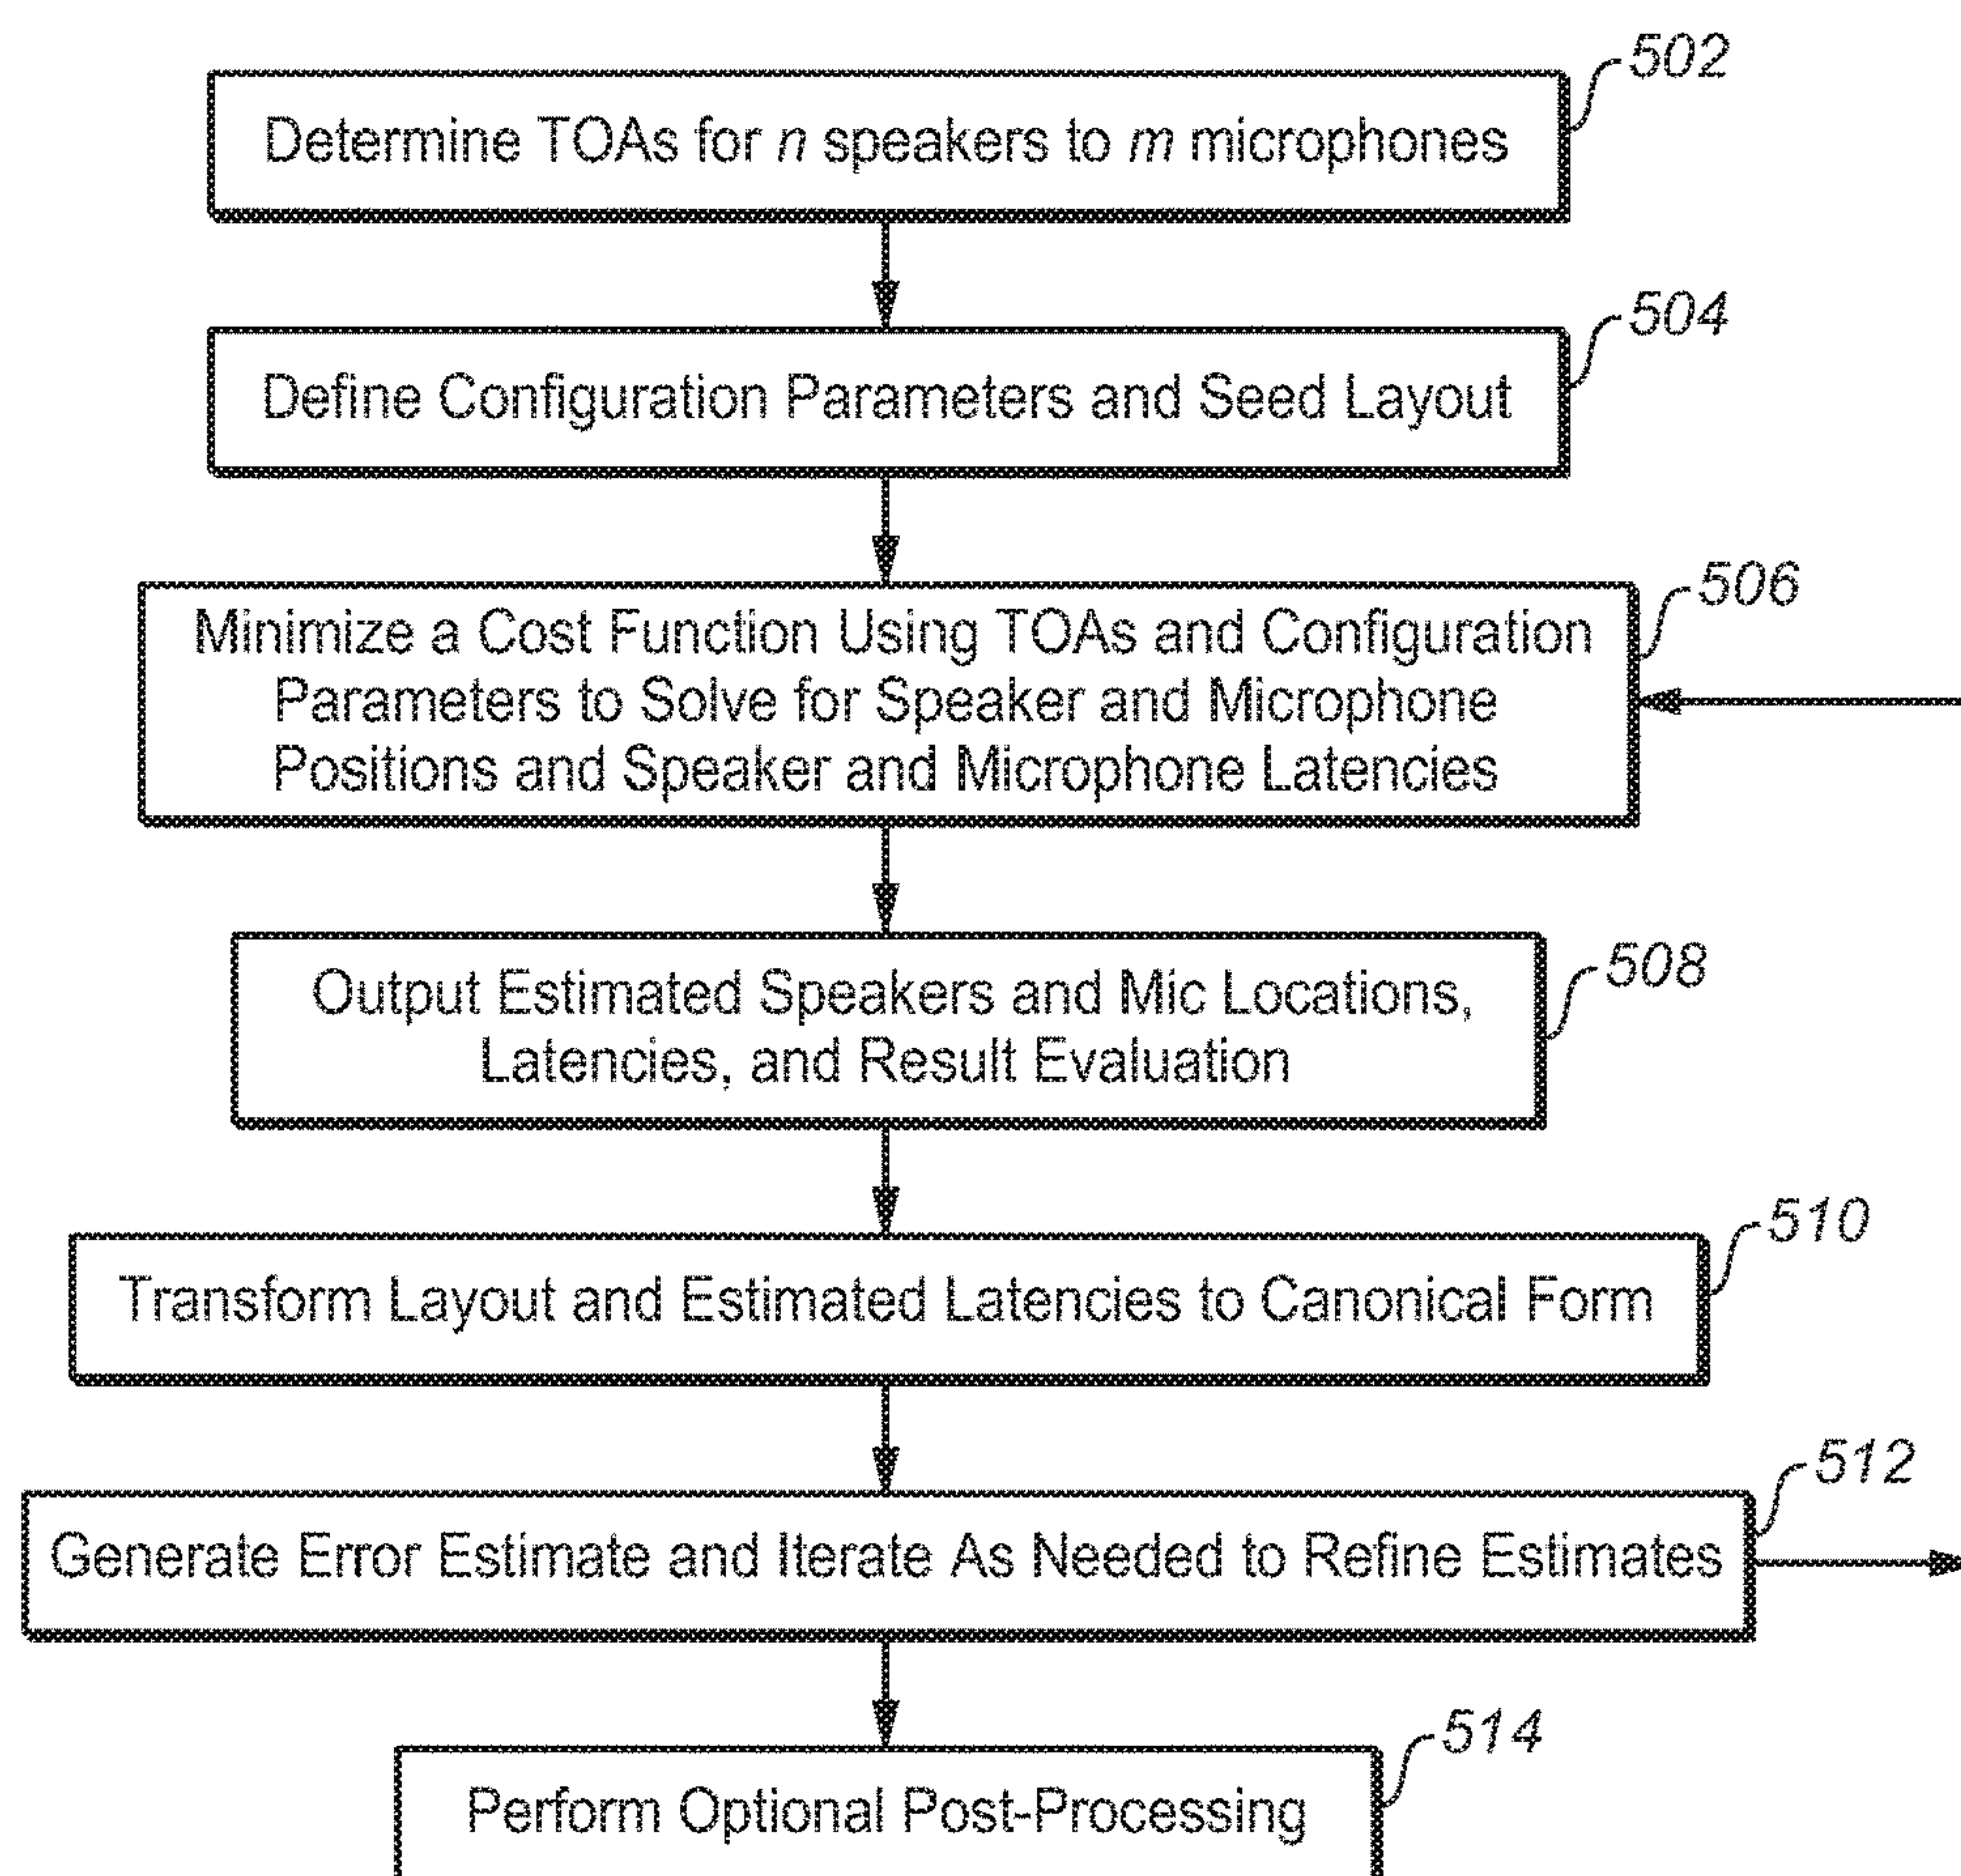 502
Determine TOAs for n speakers to m microphones
504
Define Configuration Parameters and Seed Layout
506
Minimize a Cost Function Using TOAs and Configuration
Parameters to Solve for Speaker and Microphone
Positions and Speaker and Microphone Latencies
508
Output Estimated Speakers and Mic Locations,
Latencies, and Result Evaluation
510
Transform Layout and Estimated Latencies to Canonical Form
512
Generate Error Estimate and Iterate As Needed to Refine Estimates
514
Perform Optional Post-Processing